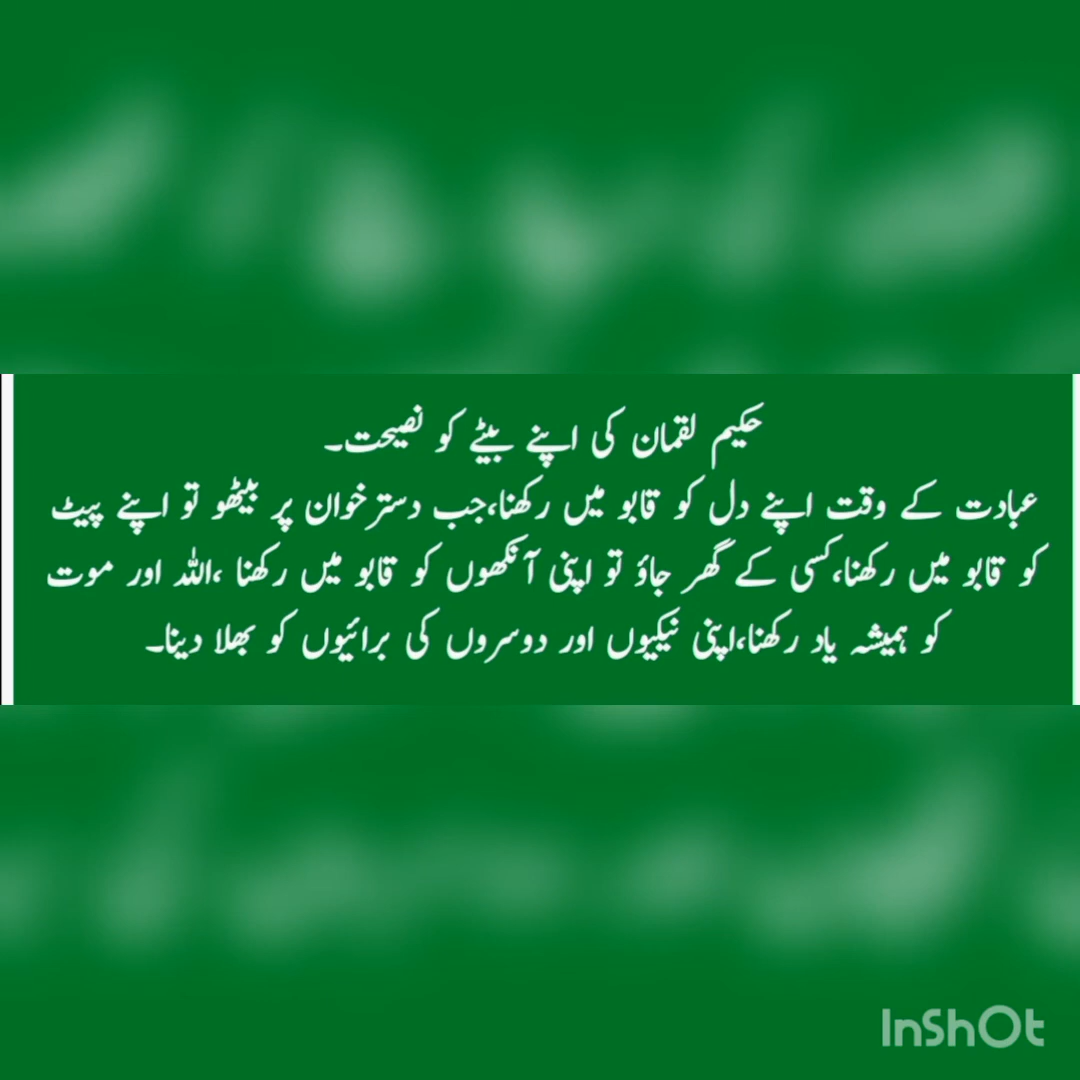 حکیم لقمان کی اپنے بیٹے کو نصیحت۔
عبادت کے وقت اپنے دل کو قابو میں رکھنا،جب دسترخوان پر بیٹھو تو اپنے پیٹ
کو قابو میں رکھنا،کسی کے گھر جاؤ تو اپنی آنکھوں کو قابو میں رکھنا ،اللہ اور موت
کو ہمیشہ یاد رکھنا،اپنی نیکیوں اور دوسروں کی برائیوں کو بھلا دینا۔
InShOt